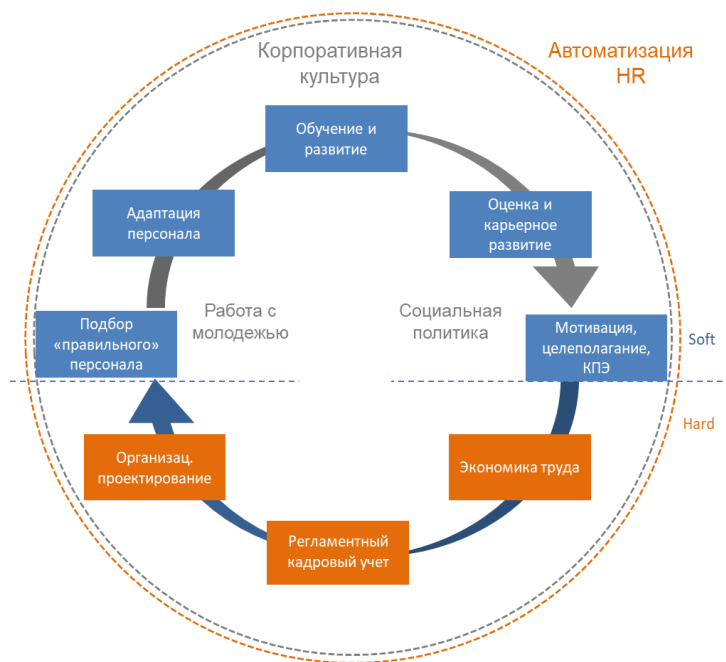 Корпоративная
культура
Автоматизация
HR
Обучение и
развитие
Адаптация
персонала
Оценка и
карьерное
развитие
Работа с
молодежью
Социальная
политика
Подбор
«правильного»
персонала
Мотивация,
целеполагание,
КПЭ
Soft
Hard
Организац.
проектирование
Экономика труда
Регламентный
кадровый учет